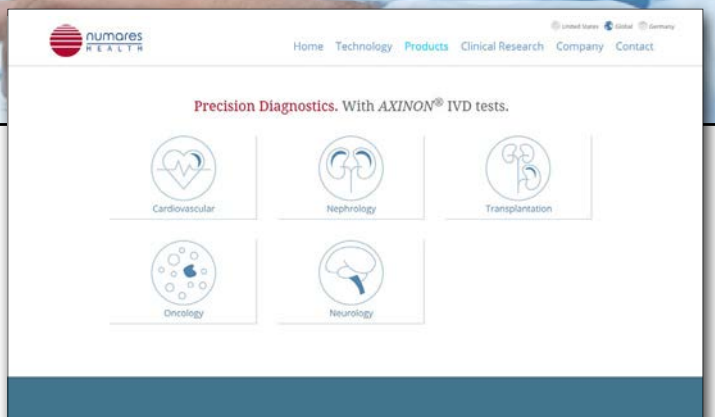 numares
HEALTH
United States Global Germany
Home Technology Products Clinical Research Company Contact
Precision Diagnostics. With AXINON® IVD tests.
Cardiovascular Nephrology Transplantation
Oncology Neurology